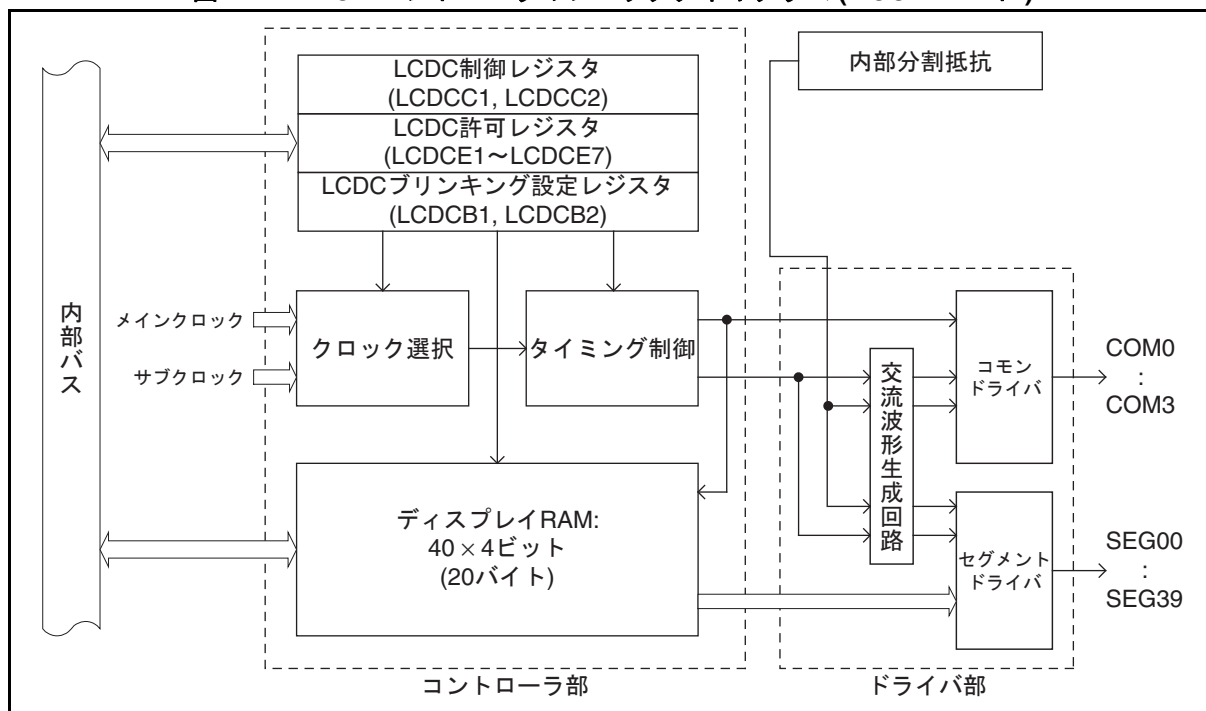 LCDC制御レジスタ
(LCDCC1, LCDCC2)
LCDC許可レジスタ
(LCDCE1～LCDCE7)
LCDCブリンキング設定レジスタ
(LCDCB1, LCDCB2)
内部分割抵抗
内部バス
メインクロック
サブクロック
クロック選択
タイミング制御
ディスプレイRAM:
40 × 4ビット
(20バイト)
交流波形生成回路
コモン
ドライバ
セグメント
ドライバ
COM0
:
COM3
SEG00
:
SEG39
コントローラ部
ドライバ部